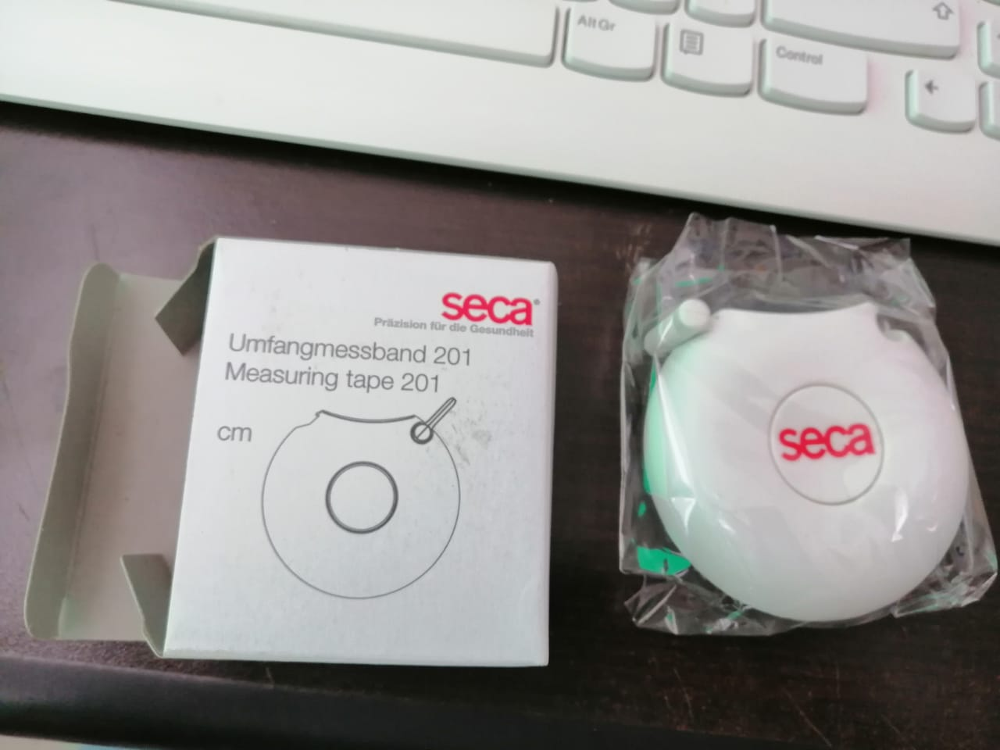 Alt Gr
Control
seca®
Präzision für die Gesundheit
Umfangmessband 201
Measuring tape 201
cm
seca